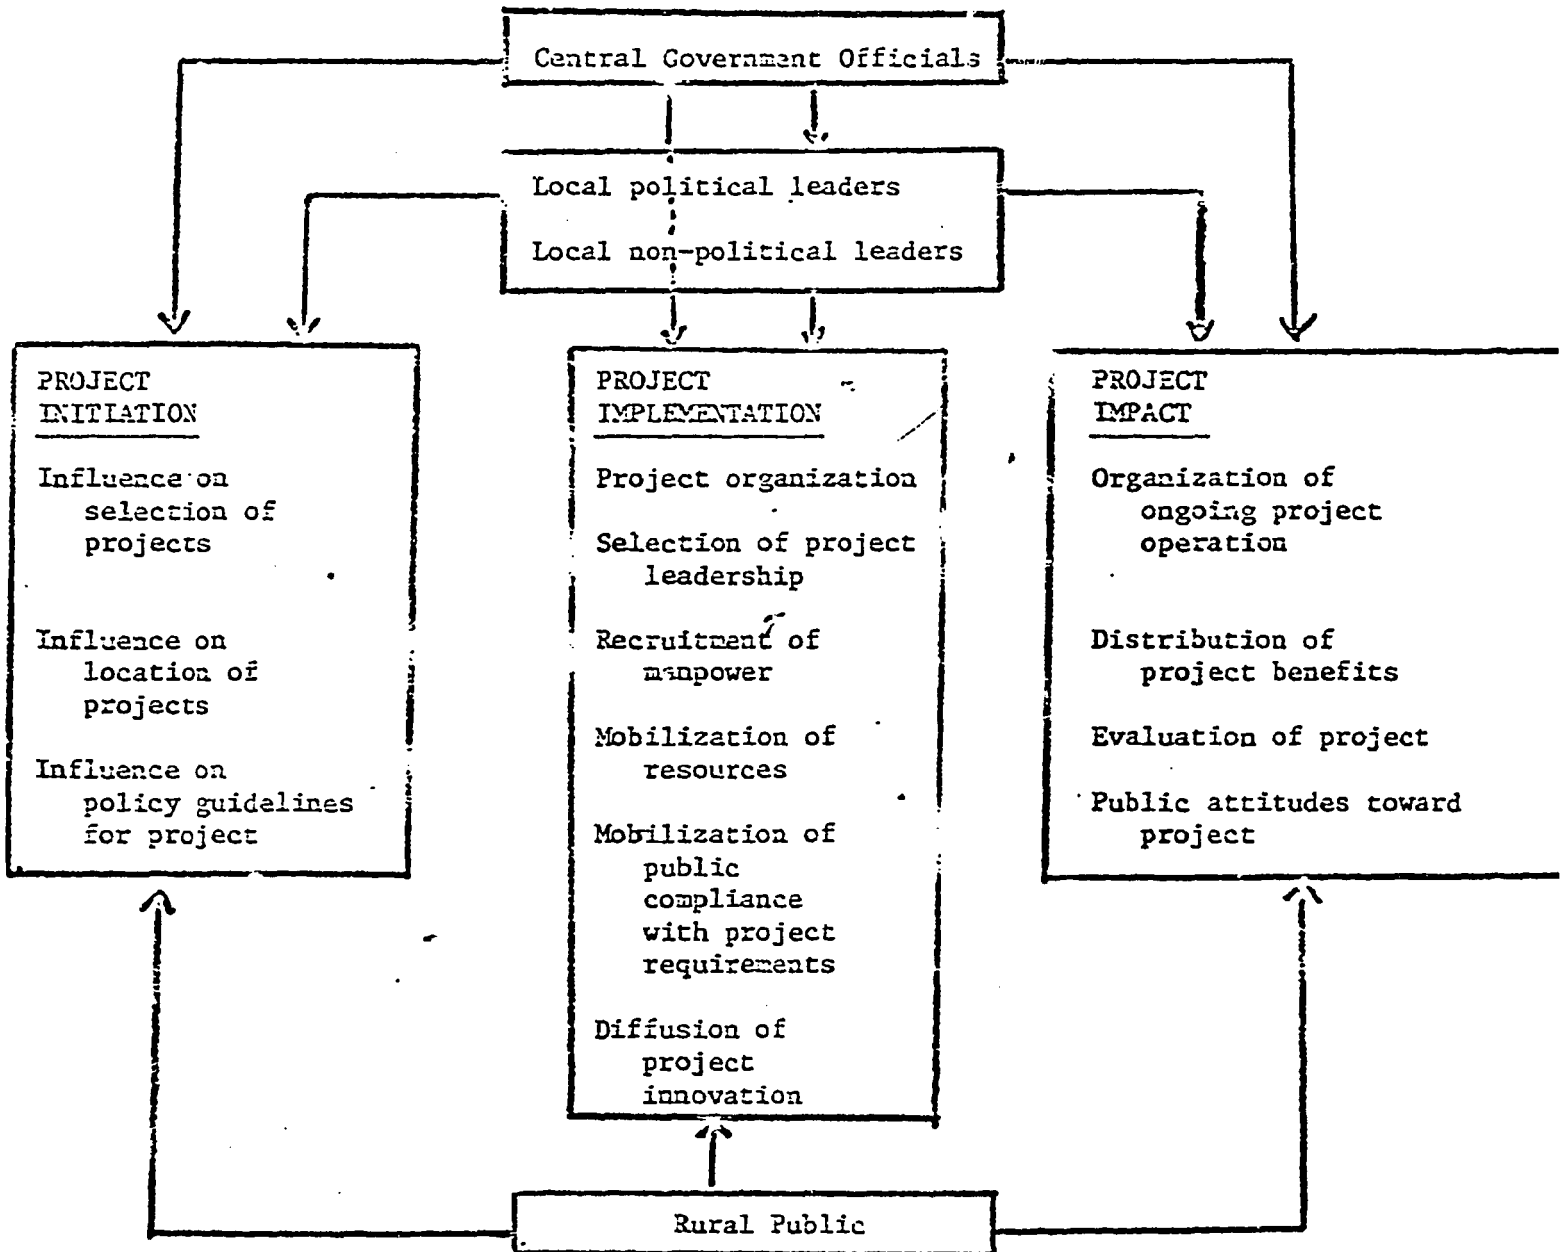 Central Government Officials
Local political leaders
Local non-political leaders
PROJECT
INITIATION
Influence on
selection of
projects
Influence on
location of
projects
Influence on
policy guidelines
for project
PROJECT
IMPLEMENTATION
Project organization
Selection of project
leadership
Recruitment of
manpower
Mobilization of
resources
Mobilization of
public
compliance
with project
requirements
Diffusion of
project
innovation
PROJECT
IMPACT
Organization of
ongoing project
operation
Distribution of
project benefits
Evaluation of project
Public attitudes toward
project
Rural Public